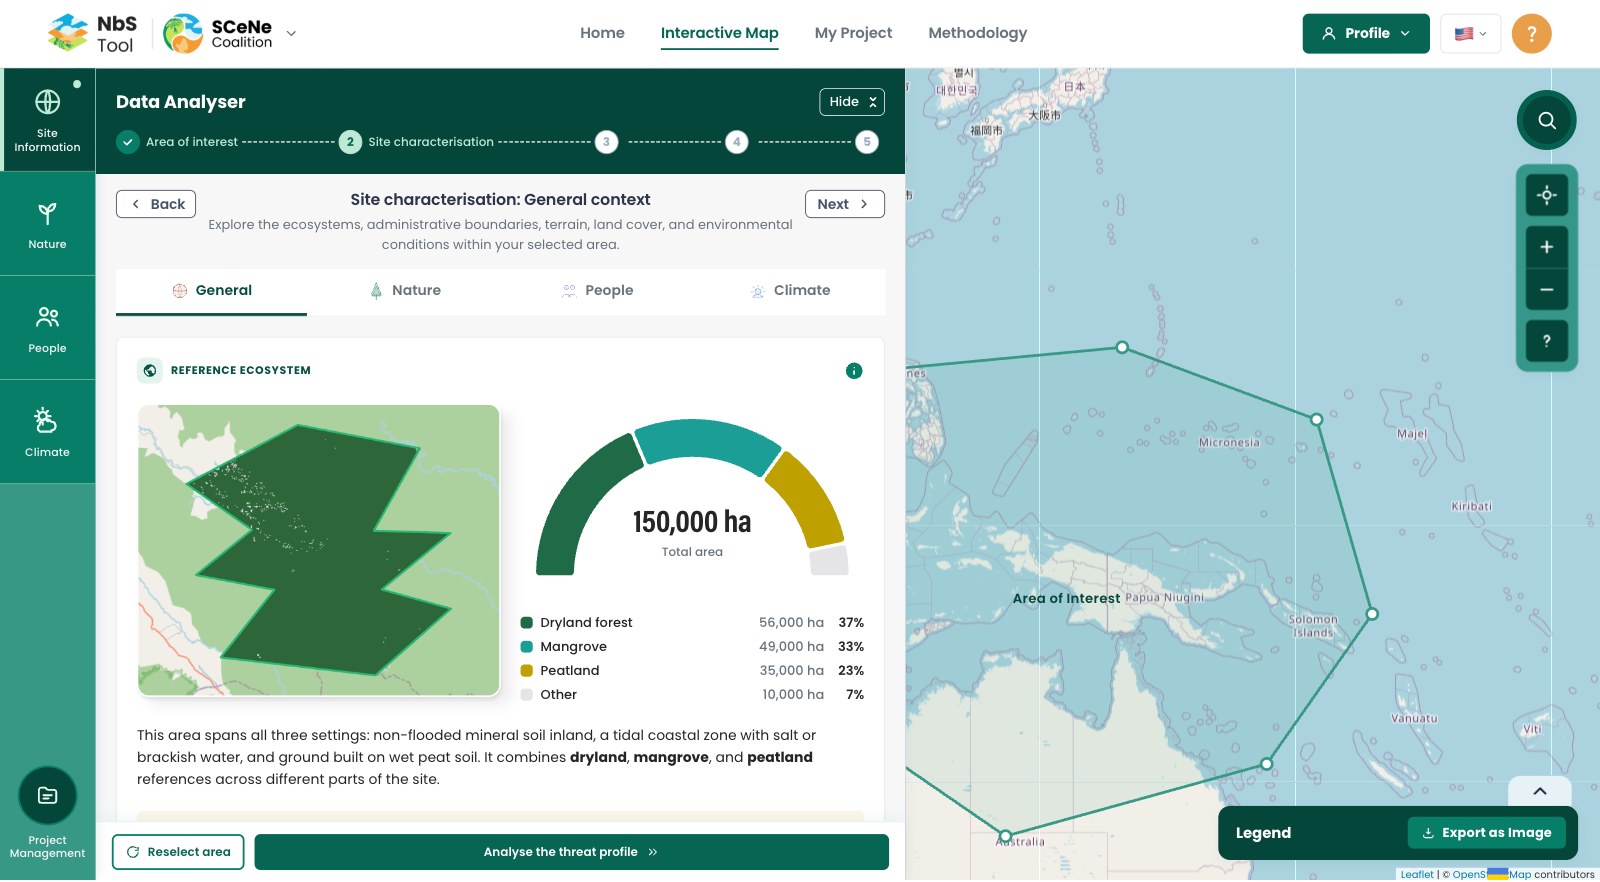 NbS
Tool
SCeNe
Coalition
Home
Interactive Map
My Project
Methodology
Profile
?
Site
Information
Nature
People
Climate
Project
Management
Data Analyser
Hide
Area of interest
2
Site characterisation
3
4
5
Back
Site characterisation: General context
Next
Explore the ecosystems, administrative boundaries, terrain, land cover, and environmental
conditions within your selected area.
General
Nature
People
Climate
REFERENCE ECOSYSTEM
i
150,000 ha
Total area
Dryland forest 56,000 ha 37%
Mangrove 49,000 ha 33%
Peatland 35,000 ha 23%
Other 10,000 ha 7%
This area spans all three settings: non-flooded mineral soil inland, a tidal coastal zone with salt or
brackish water, and ground built on wet peat soil. It combines dryland, mangrove, and peatland
references across different parts of the site.
Reselect area
Analyse the threat profile
대한민국
日本
大阪市
福岡市
nes
Micronesia
Majel
Kiribati
Area of Interest
Papua Niugini
Solomon
Islands
Vanuatu
Viti
Australia
+
−
?
Legend
Export as Image
Leaflet | © OpenS Map contributors